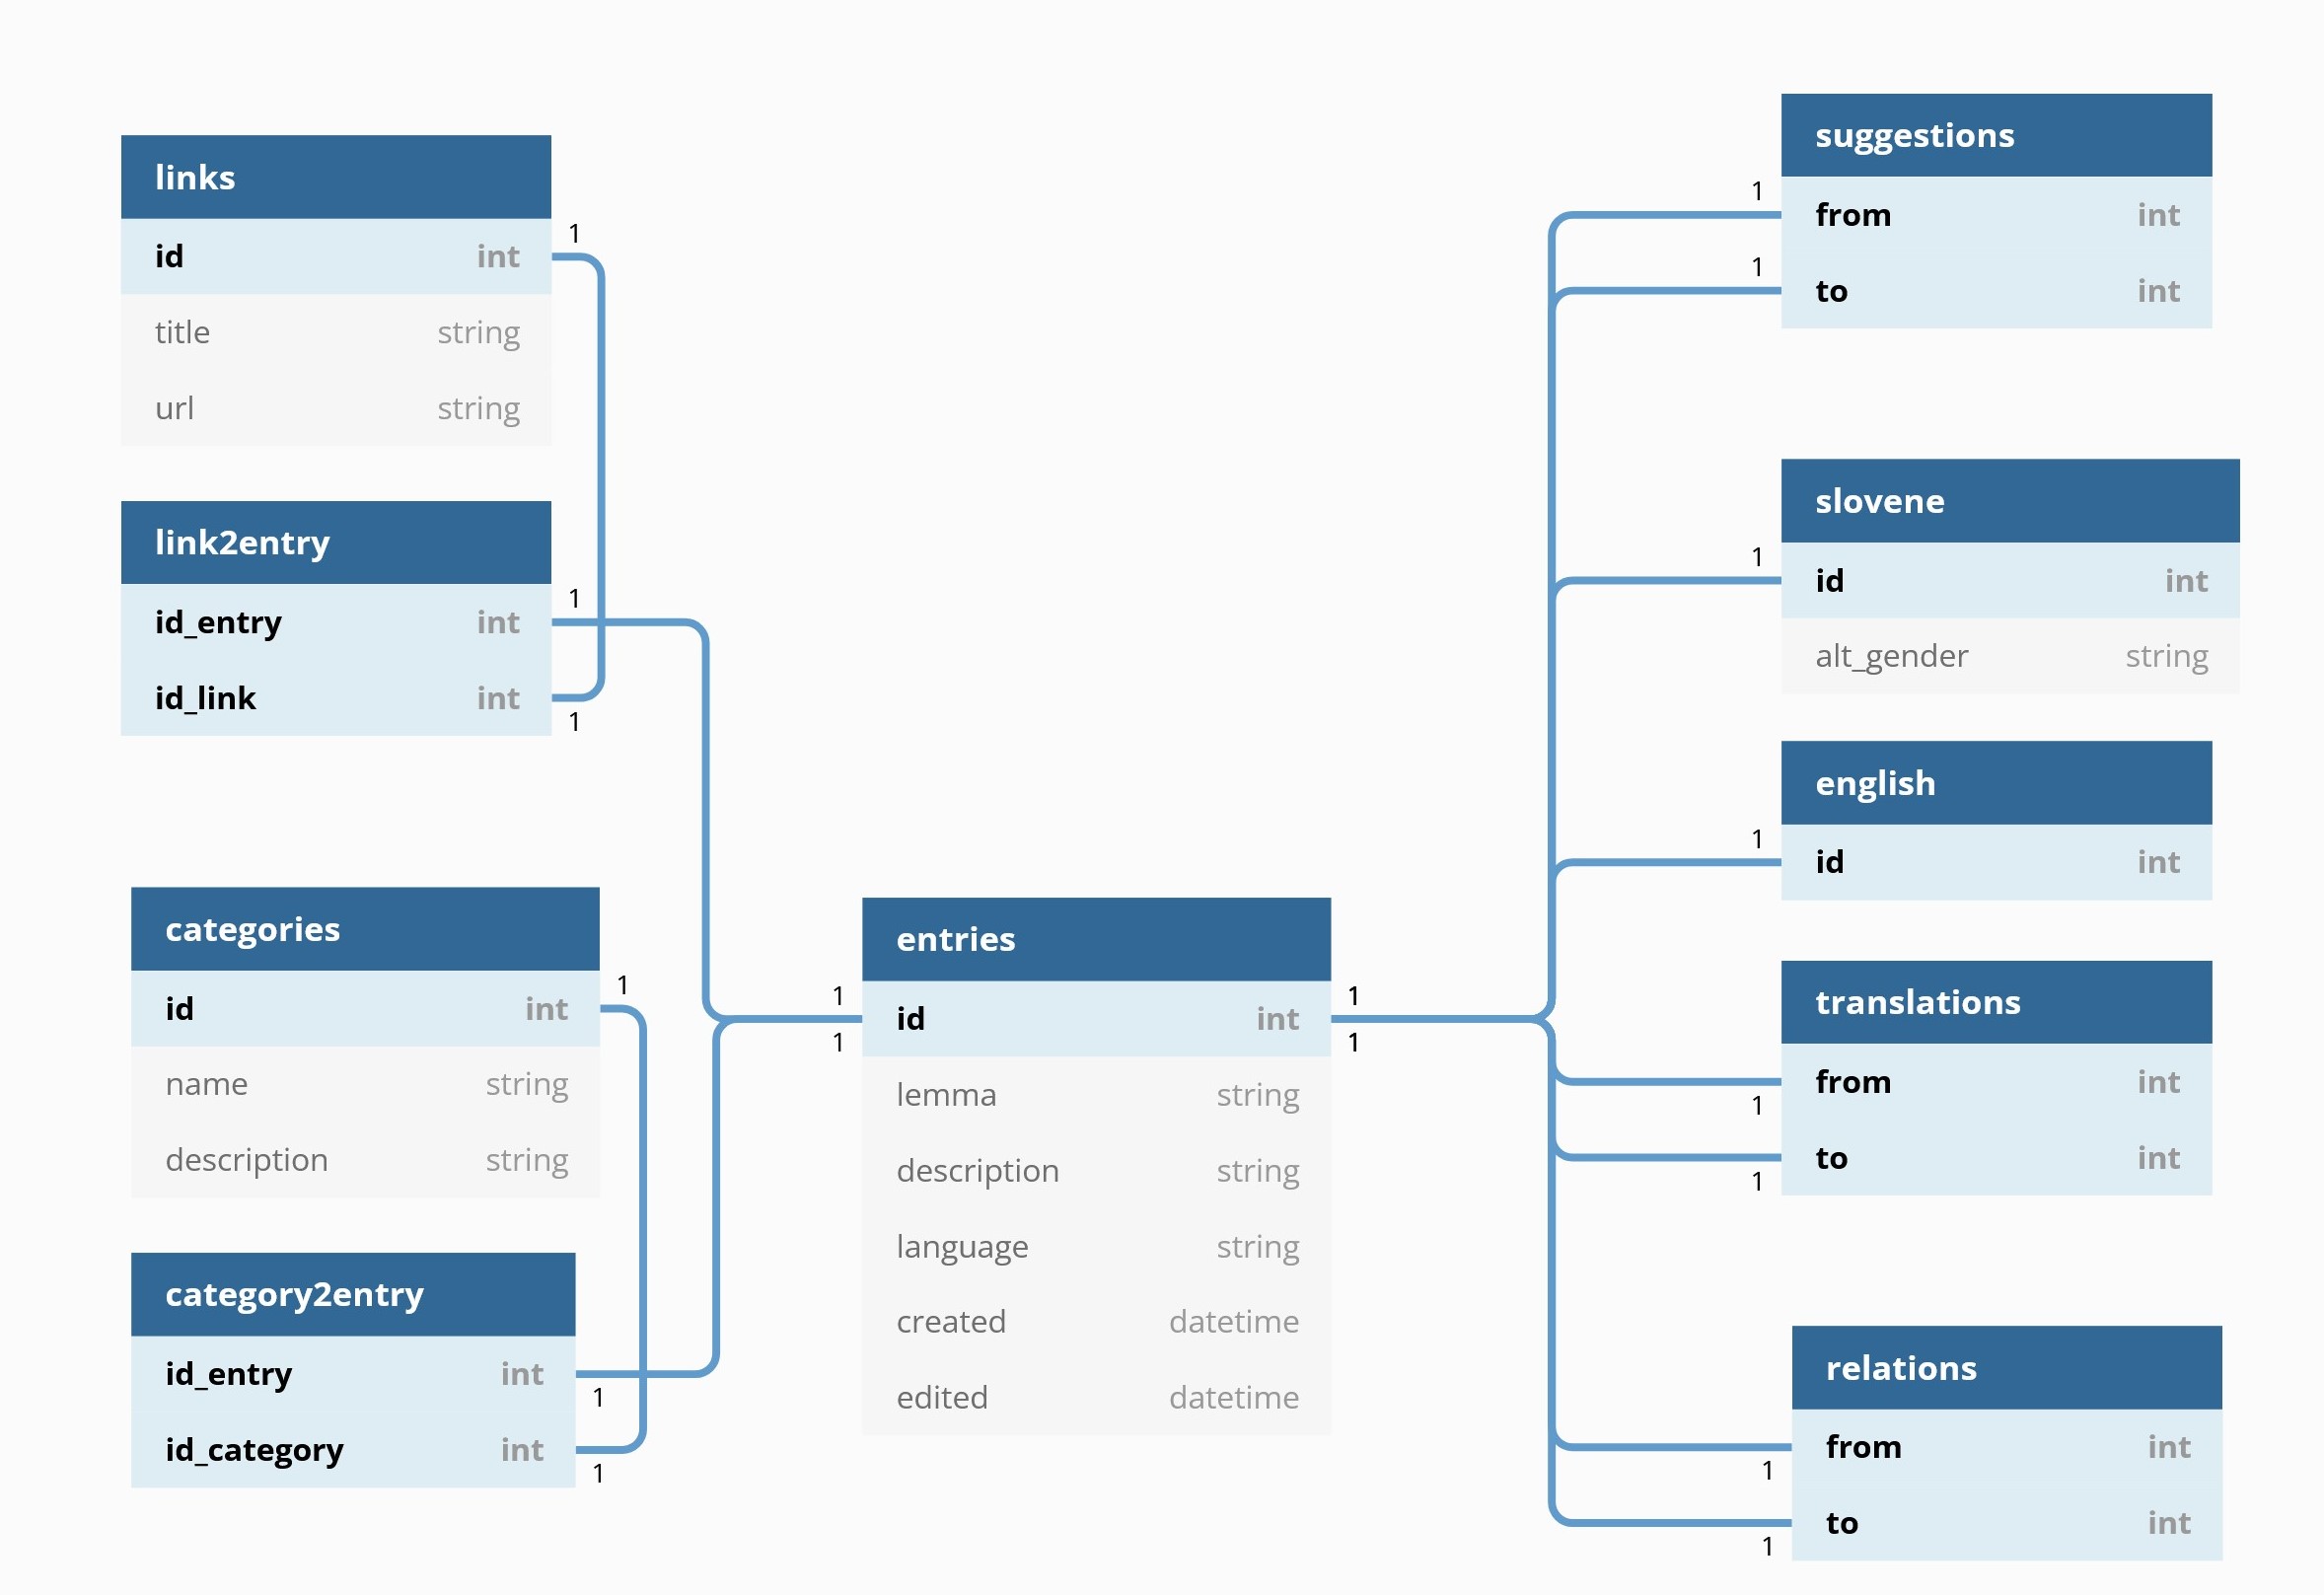 links
1
id int
title string
url string
link2entry
1
id_entry int
id_link int
1
categories
1
id int
name string
description string
category2entry
id_entry int
1
id_category int
1
entries
1 1
id int
1 1
lemma string
description string
language string
created datetime
edited datetime
suggestions
1
from int
1
to int
slovene
1
id int
alt_gender string
english
1
id int
translations
from int
1
to int
1
relations
from int
1
to int
1